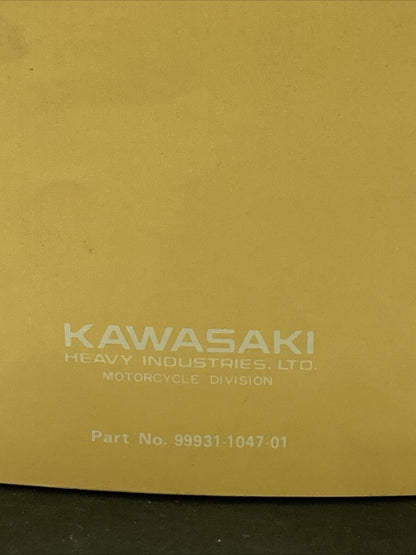 KAWASAKI
HEAVY INDUSTRIES, LTD.
MOTORCYCLE DIVISION
Part No. 99931-1047-01